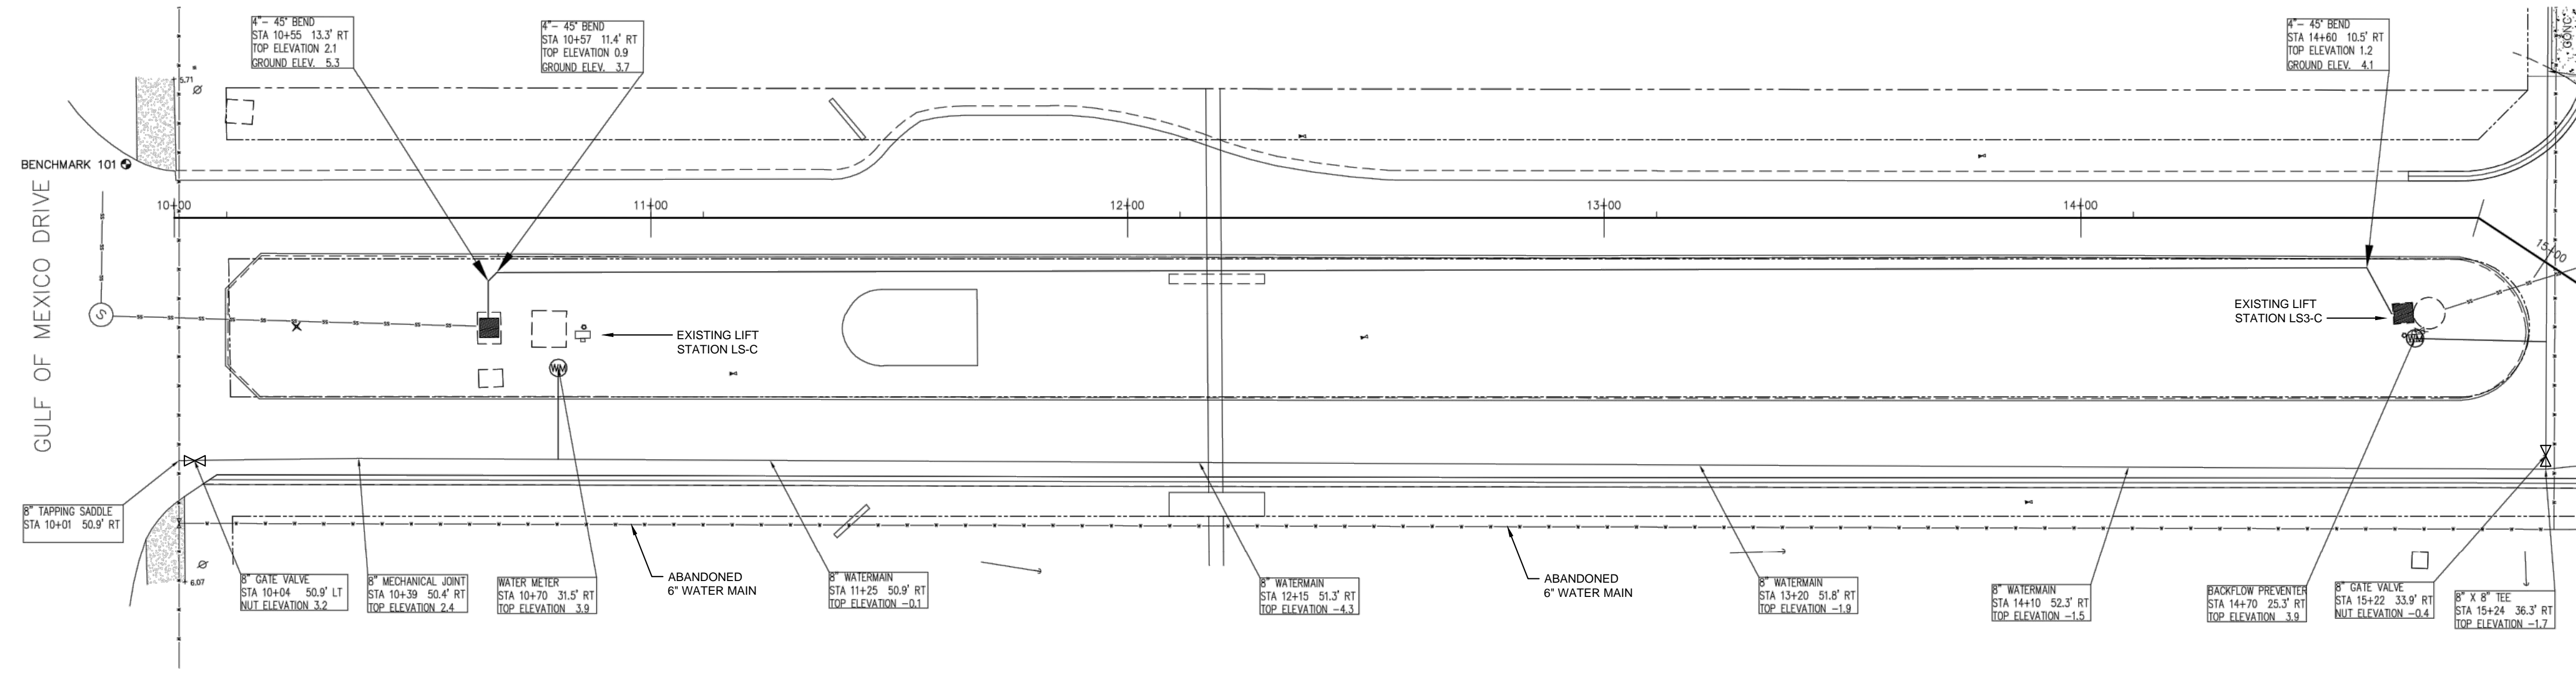 4"- 45° BEND
STA 10+55 13.3' RT
TOP ELEVATION 2.1
GROUND ELEV. 5.3
4"- 45° BEND
STA 10+57 11.4' RT
TOP ELEVATION 0.9
GROUND ELEV. 3.7
4"- 45° BEND
STA 14+60 10.5' RT
TOP ELEVATION 1.2
GROUND ELEV. 4.1
CONC
5.71
BENCHMARK 101
GULF OF MEXICO DRIVE
10+00
11+00
12+00
13+00
14+00
15+00
S
EXISTING LIFT
STATION LS-C
EXISTING LIFT
STATION LS3-C
WM
WM
8" TAPPING SADDLE
STA 10+01 50.9' RT
6.07
8" GATE VALVE
STA 10+04 50.9' LT
NUT ELEVATION 3.2
8" MECHANICAL JOINT
STA 10+39 50.4' RT
TOP ELEVATION 2.4
WATER METER
STA 10+70 31.5' RT
TOP ELEVATION 3.9
ABANDONED
6" WATER MAIN
8" WATERMAIN
STA 11+25 50.9' RT
TOP ELEVATION -0.1
8" WATERMAIN
STA 12+15 51.3' RT
TOP ELEVATION -4.3
ABANDONED
6" WATER MAIN
8" WATERMAIN
STA 13+20 51.8' RT
TOP ELEVATION -1.9
8" WATERMAIN
STA 14+10 52.3' RT
TOP ELEVATION -1.5
BACKFLOW PREVENTER
STA 14+70 25.3' RT
TOP ELEVATION 3.9
8" GATE VALVE
STA 15+22 33.9' RT
NUT ELEVATION -0.4
8" X 8" TEE
STA 15+24 36.3' RT
TOP ELEVATION -1.7